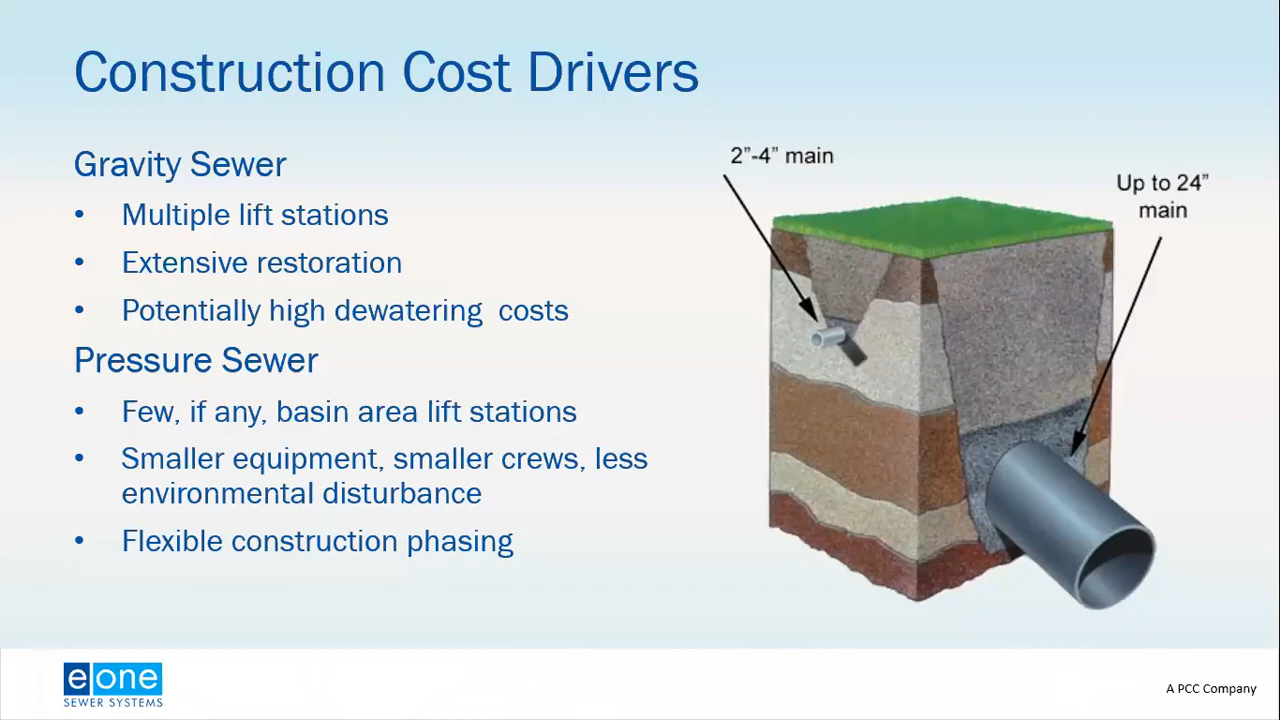 Construction Cost Drivers
Gravity Sewer
• Multiple lift stations
• Extensive restoration
• Potentially high dewatering  costs
Pressure Sewer
• Few, if any, basin area lift stations
• Smaller equipment, smaller crews, less
environmental disturbance
• Flexible construction phasing
2”-4” main
Up to 24”
main
e one
SEWER SYSTEMS
A PCC Company